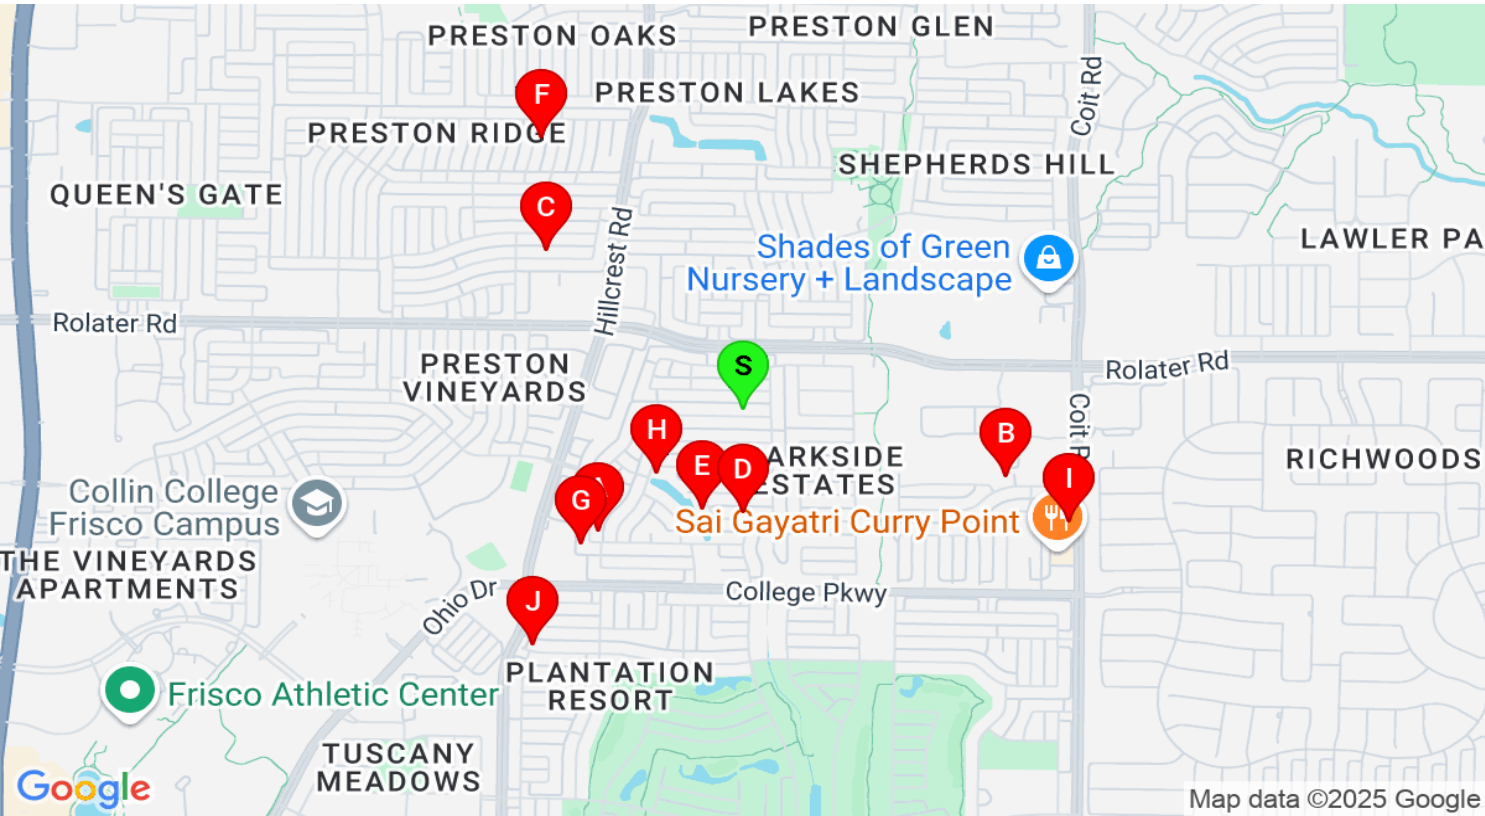 PRESTON OAKS
PRESTON GLEN
F
PRESTON LAKES
Coit Rd
PRESTON RIDGE
SHEPHERDS HILL
QUEEN'S GATE
C
Hillcrest Rd
Shades of Green
Nursery + Landscape
LAWLER PA
Rolater Rd
S
PRESTON
VINEYARDS
Rolater Rd
H
E
D
ARKSIDE
ESTATES
B
Coit R
I
RICHWOODS
G
A
Collin College
Frisco Campus
Sai Gayatri Curry Point
THE VINEYARDS
APARTMENTS
Ohio Dr
J
College Pkwy
PLANTATION
RESORT
Frisco Athletic Center
TUSCANY
MEADOWS
Google
Map data ©2025 Google